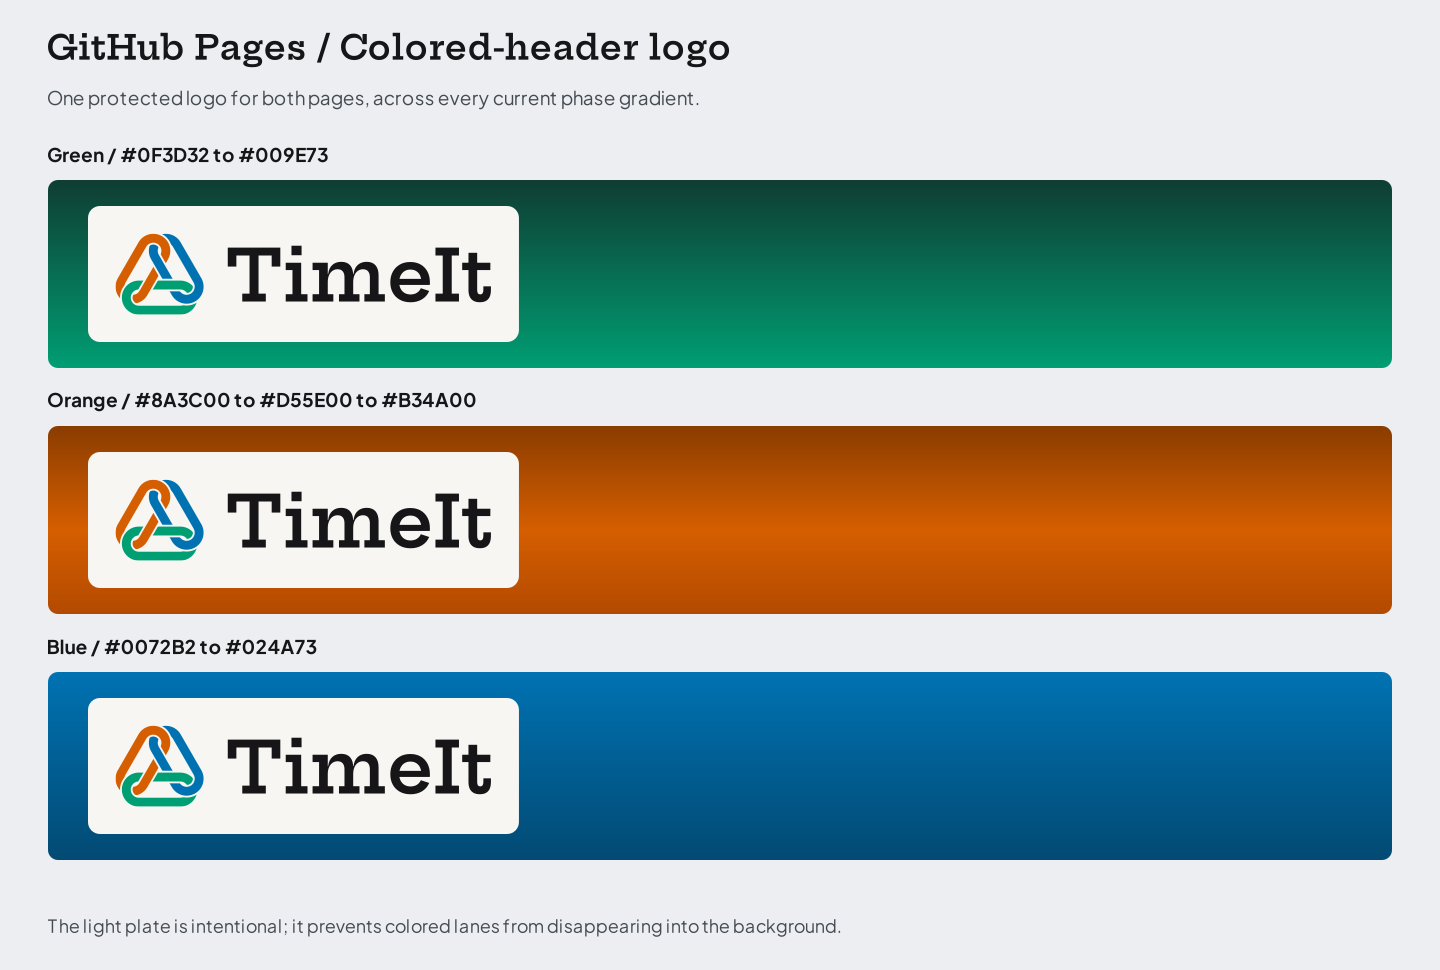 GitHub Pages / Colored-header logo
One protected logo for both pages, across every current phase gradient.
Green / #0F3D32 to #009E73
TimeIt
Orange / #8A3C00 to #D55E00 to #B34A00
TimeIt
Blue / #0072B2 to #024A73
TimeIt
The light plate is intentional; it prevents colored lanes from disappearing into the background.